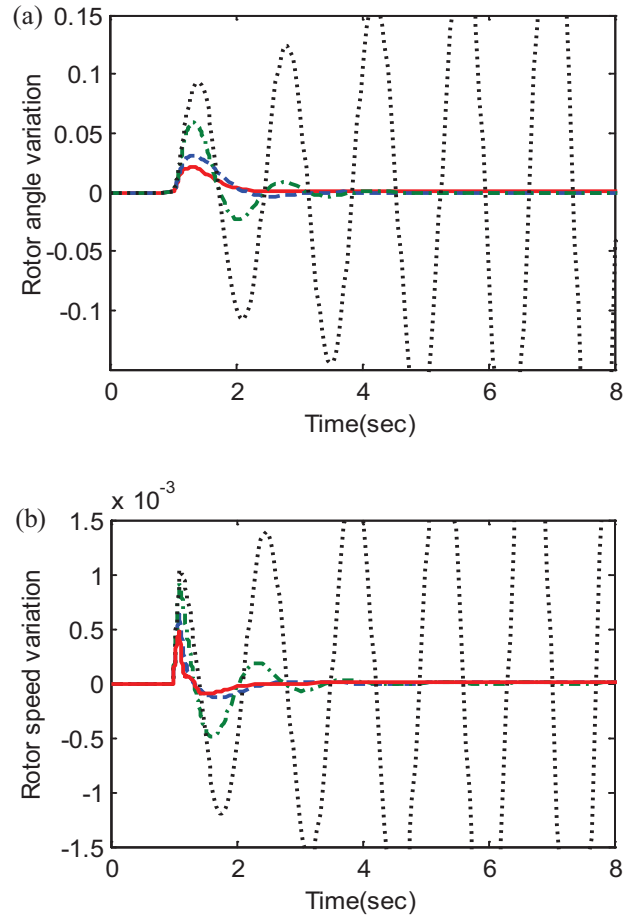 (a)
0.15
0.1
0.05
0
-0.05
-0.1
Rotor angle variation
0 2 4 6 8
Time(sec)
x 10^-3
(b)
1.5
1
0.5
0
-0.5
-1
-1.5
Rotor speed variation
0 2 4 6 8
Time(sec)